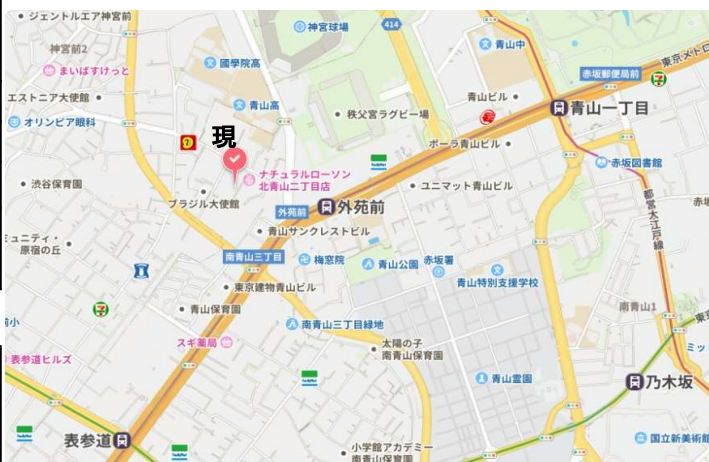 ジェントルエア神宮前
神宮球場
414
青山中
東京メトロ
神宮前2
國學院高
赤坂郵便局前
まいばすけっと
青山ビル
エストニア大使館
青山高
秩父宮ラグビー場
青山一丁目
オリンピア眼科
現
ポーラ青山ビル
赤坂図書館
ナチュラルローソン
北青山二丁目店
渋谷保育園
ユニマット青山ビル
ブラジル大使館
外苑前
外苑前
都営大江戸線
青山サンクレストビル
ミュニティ・
原宿の丘
南青山三丁目
梅窓院
青山公園
赤坂署
青山特別支援学校
東京建物青山ビル
青山保育園
南青山1
南青山三丁目緑地
スギ薬局
太陽の子
南青山保育園
表参道ヒルズ
ミッ
青山霊園
乃木坂
表参道
国立新美術館
小学館アカデミー
南青山保育園